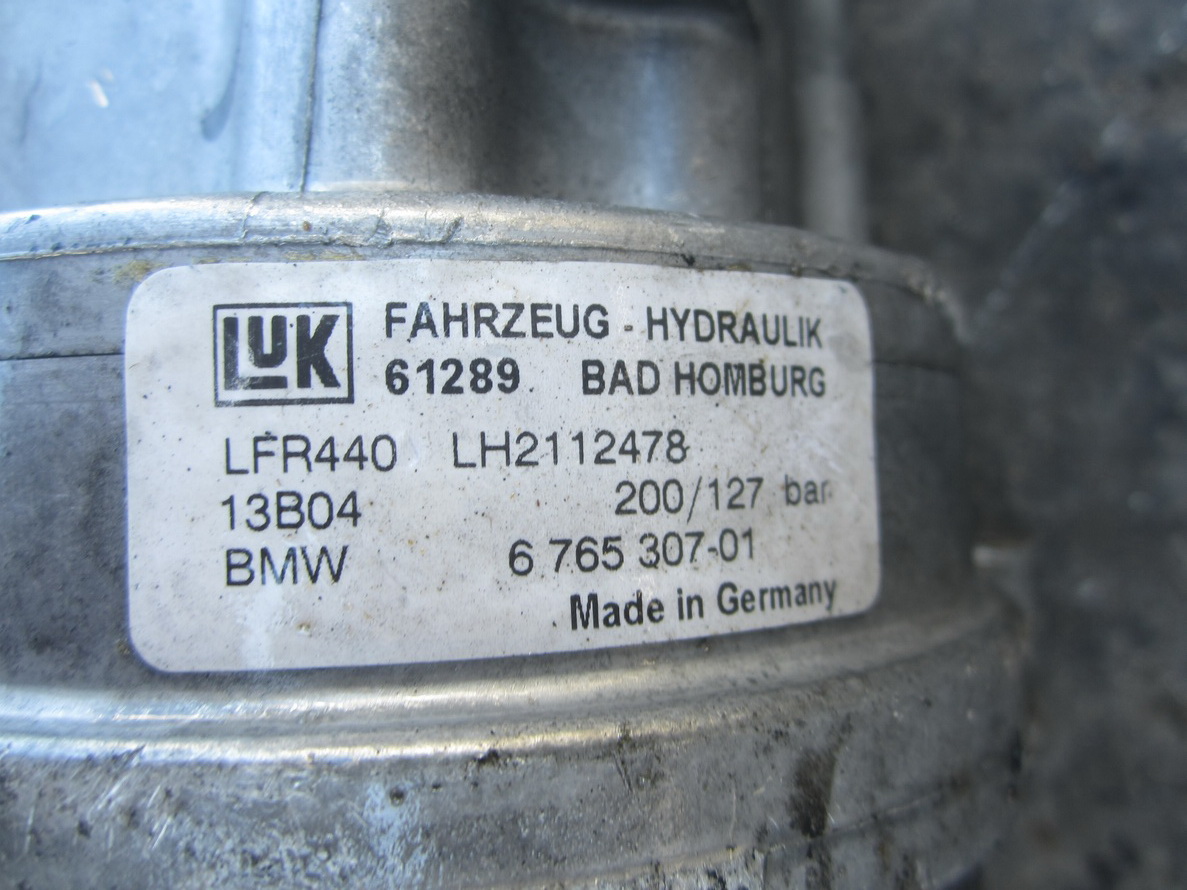 LUK FAHRZEUG - HYDRAULIK
61289 BAD HOMBURG
LFR440 LH2112478
13B04 200/127 bar
BMW 6 765 307-01
Made in Germany